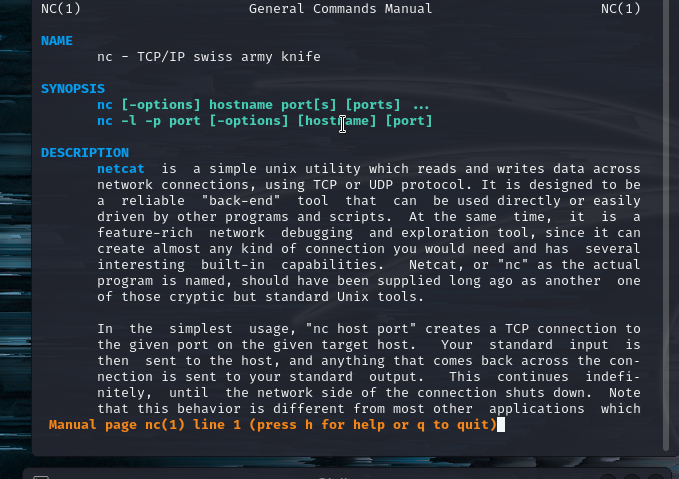 NC(1) General Commands Manual NC(1)
NAME
nc - TCP/IP swiss army knife
SYNOPSIS
nc [-options] hostname port[s] [ports] ...
nc -l -p port [-options] [hostname] [port]
DESCRIPTION
netcat is a simple unix utility which reads and writes data across
network connections, using TCP or UDP protocol. It is designed to be
a reliable "back-end" tool that can be used directly or easily
driven by other programs and scripts. At the same time, it is a
feature-rich network debugging and exploration tool, since it can
create almost any kind of connection you would need and has several
interesting built-in capabilities. Netcat, or "nc" as the actual
program is named, should have been supplied long ago as another one
of those cryptic but standard Unix tools.
In the simplest usage, "nc host port" creates a TCP connection to
the given port on the given target host. Your standard input is
then sent to the host, and anything that comes back across the con-
nection is sent to your standard output. This continues indefi-
nitely, until the network side of the connection shuts down. Note
that this behavior is different from most other applications which
Manual page nc(1) line 1 (press h for help or q to quit)